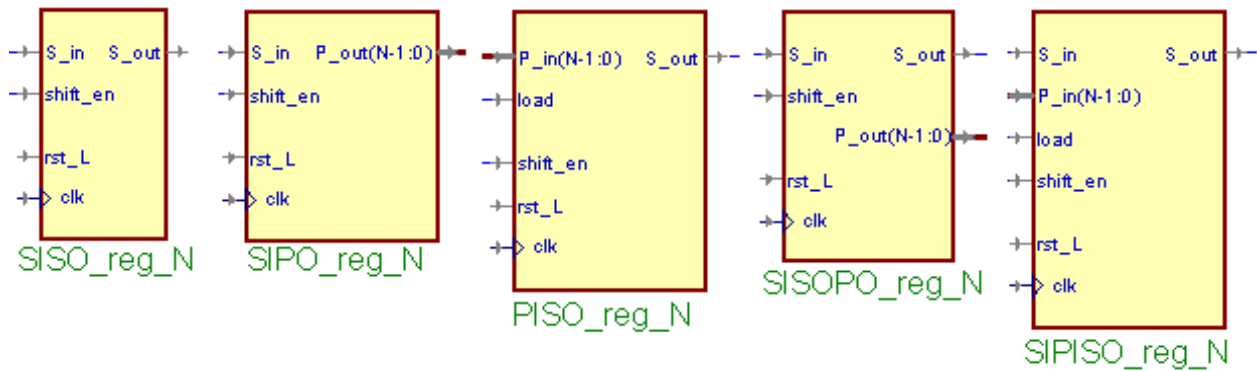 S_in S_out
shift_en
rst_L
clk
SISO_reg_N
S_in P_out(N-1:0)
shift_en
rst_L
clk
SIPO_reg_N
P_in(N-1:0) S_out
load
shift_en
rst_L
clk
PISO_reg_N
S_in S_out
shift_en
P_out(N-1:0)
rst_L
clk
SISOPO_reg_N
S_in S_out
P_in(N-1:0)
load
shift_en
rst_L
clk
SIPISO_reg_N